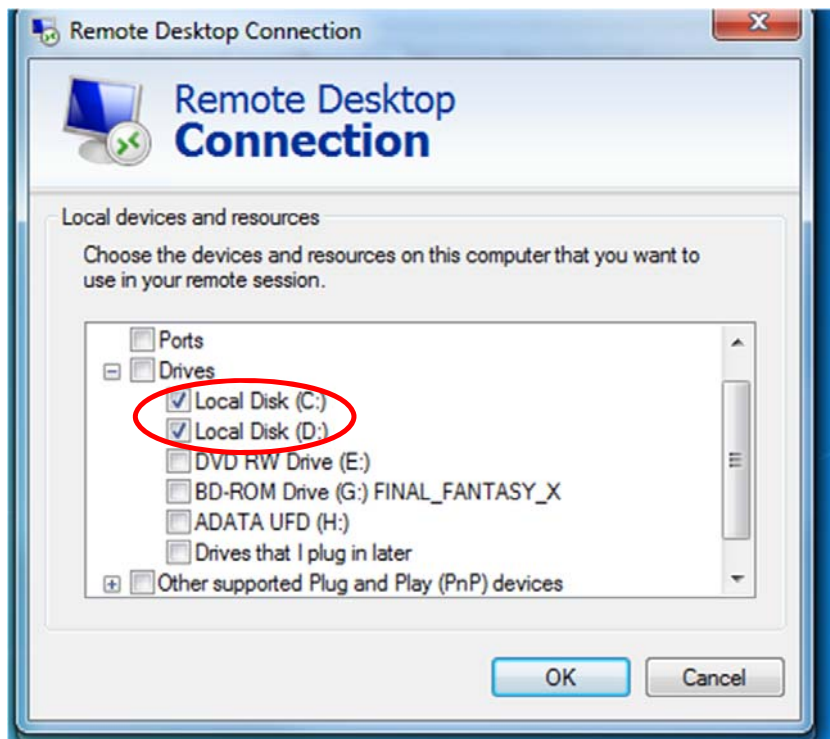 Remote Desktop Connection
Remote Desktop
Connection
Local devices and resources
Choose the devices and resources on this computer that you want to
use in your remote session.
Ports
Drives
Local Disk (C:)
Local Disk (D:)
DVD RW Drive (E:)
BD-ROM Drive (G:) FINAL_FANTASY_X
ADATA UFD (H:)
Drives that I plug in later
Other supported Plug and Play (PnP) devices
OK
Cancel